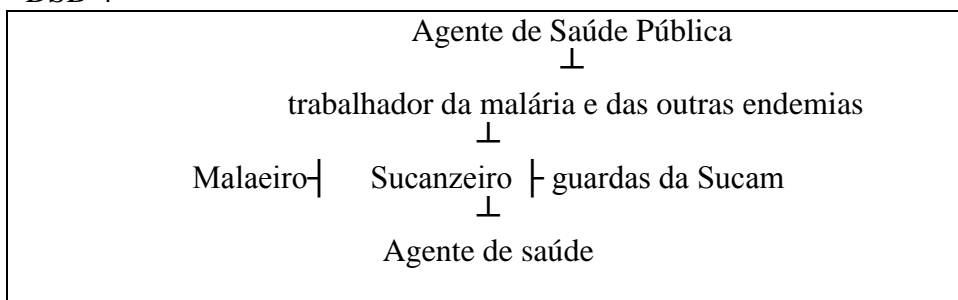 DSD 4
Agente de Saúde Pública
┴
trabalhador da malária e das outras endemias
┴
Malaeiro┤ Sucanzeiro ├ guardas da Sucam
┴
Agente de saúde